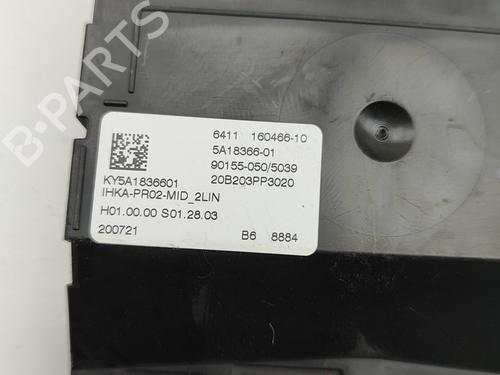 6411 160466-10
5A18366-01
90155-050/5039
20B203PP3020
KY5A1836601
IHKA-PR02-MID_2LIN
H01.00.00 S01.28.03
200721 B6 8884
B-PARTS